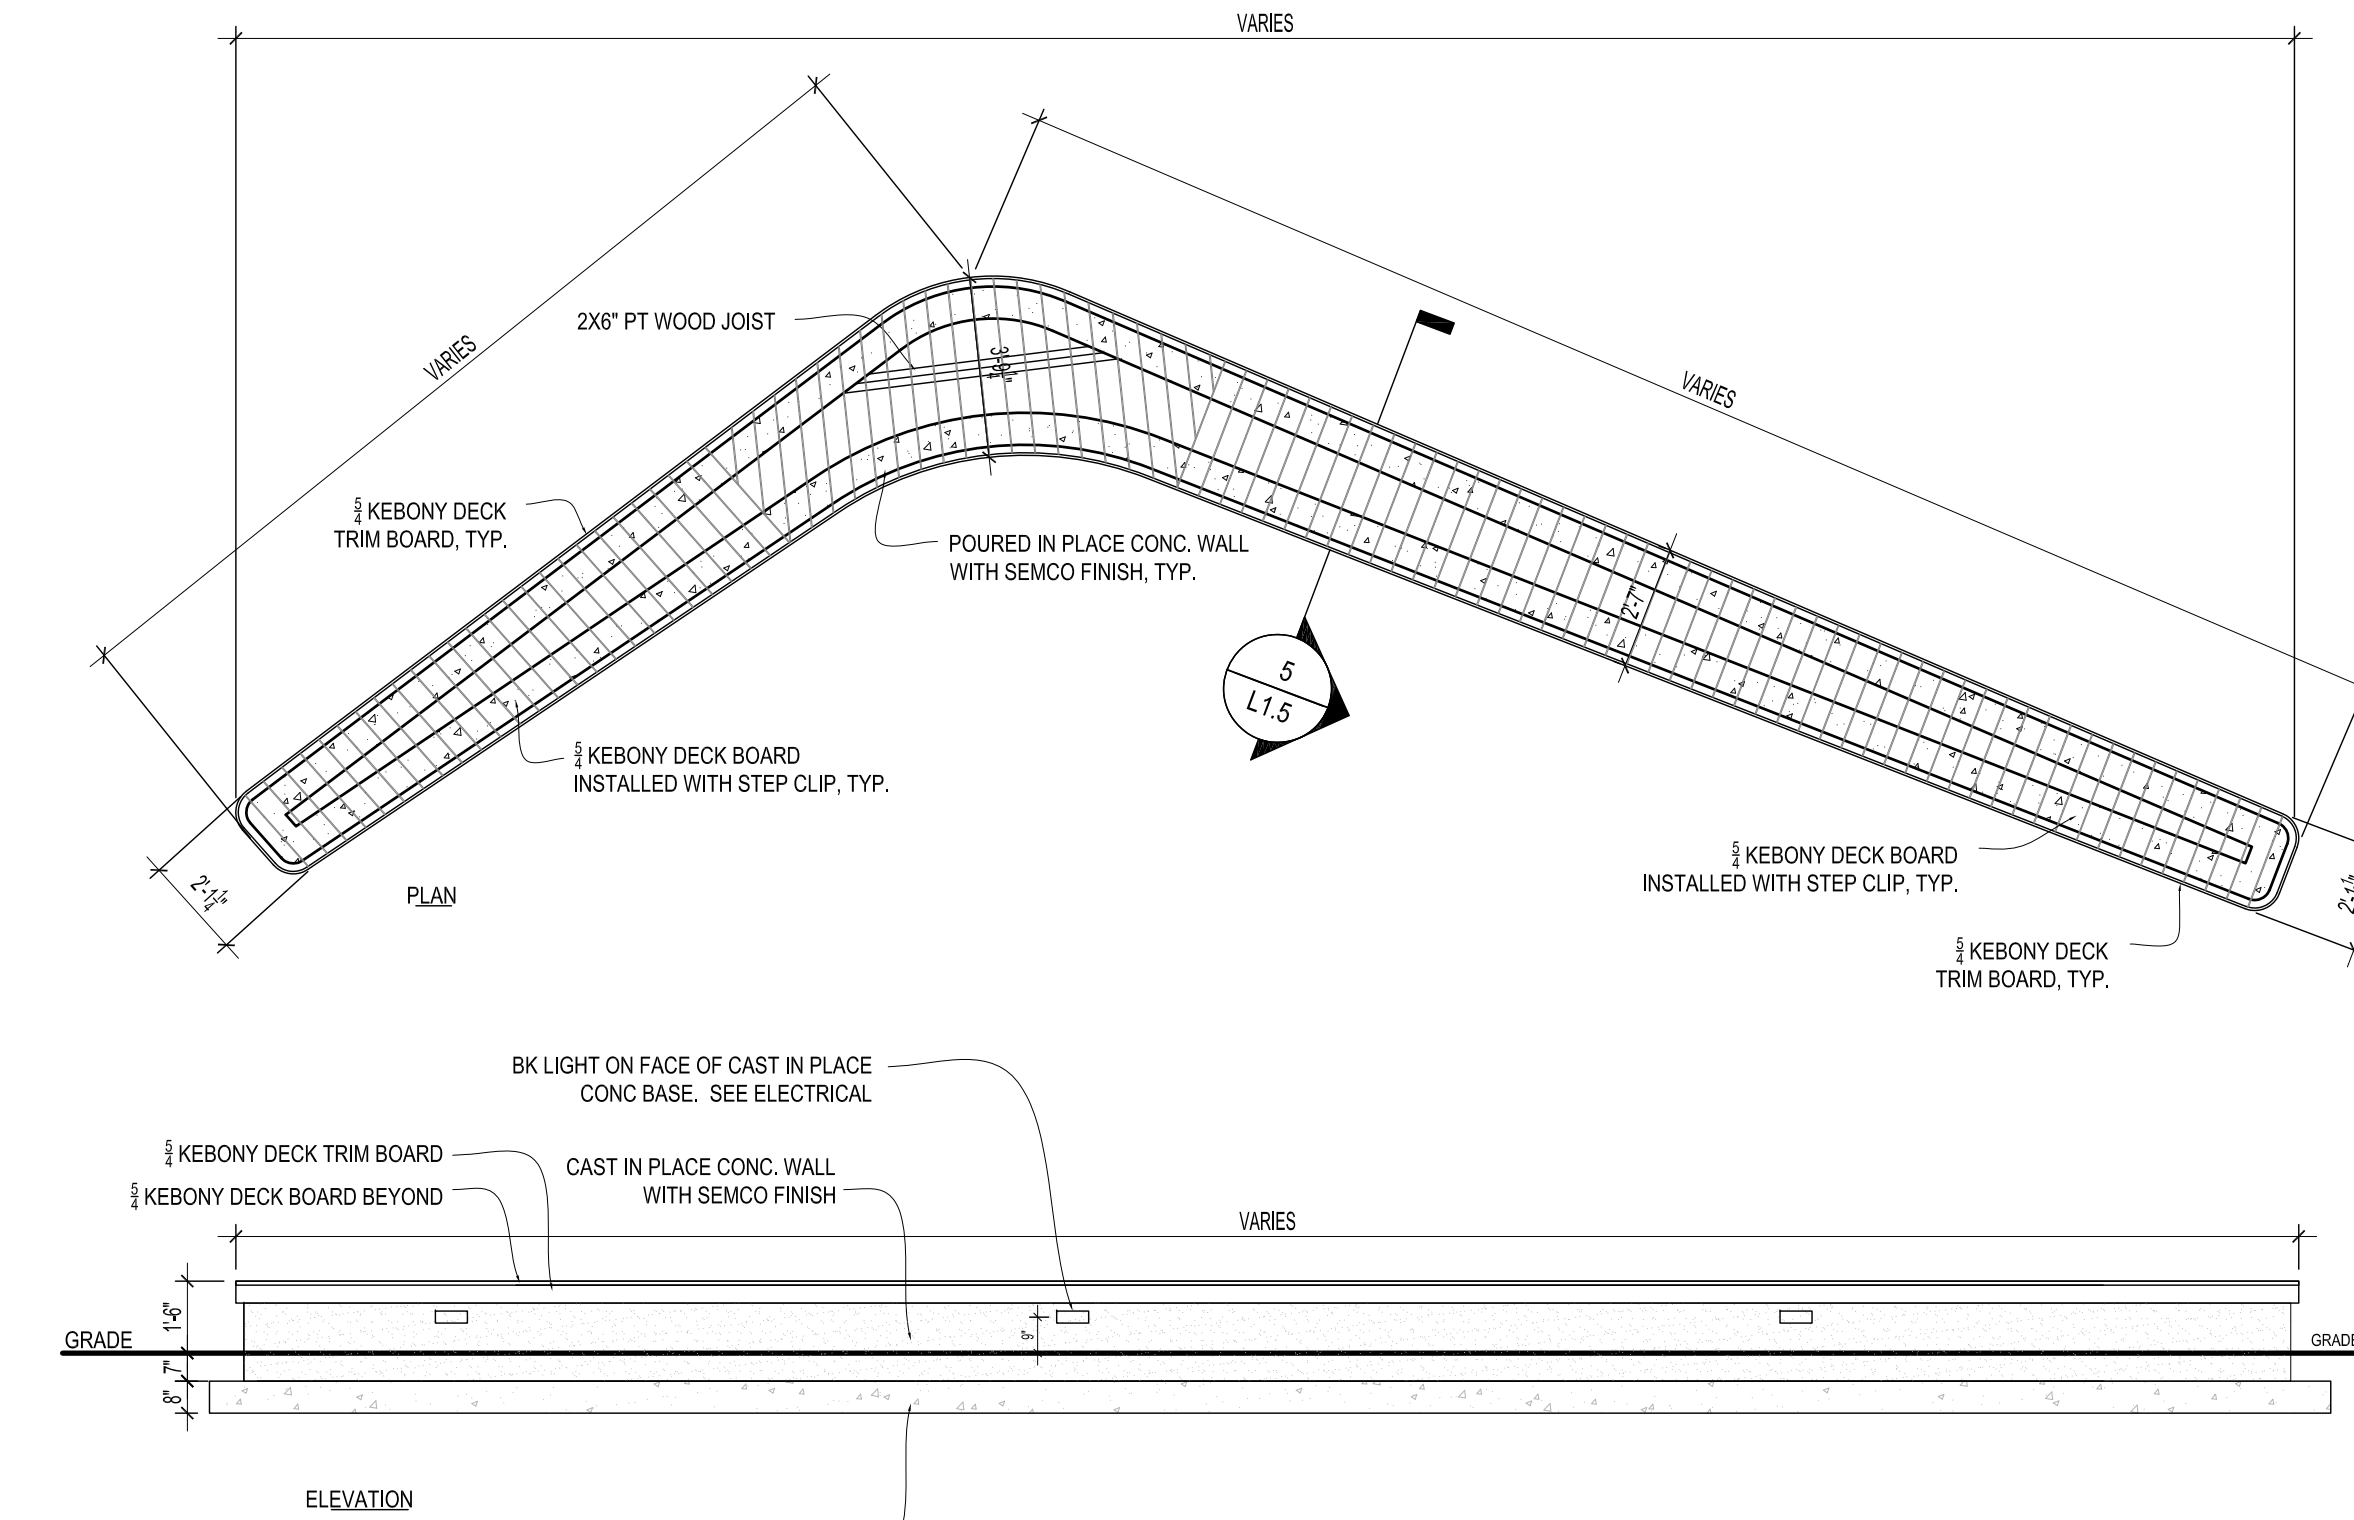 VARIES
VARIES
VARIES
2X6" PT WOOD JOIST
3'-9 1/4"
5/4 KEBONY DECK
TRIM BOARD, TYP.
POURED IN PLACE CONC. WALL
WITH SEMCO FINISH, TYP.
2'-7"
5
L1.5
5/4 KEBONY DECK BOARD
INSTALLED WITH STEP CLIP, TYP.
2'-1 1/4"
PLAN
5/4 KEBONY DECK BOARD
INSTALLED WITH STEP CLIP, TYP.
5/4 KEBONY DECK
TRIM BOARD, TYP.
BK LIGHT ON FACE OF CAST IN PLACE
CONC BASE.  SEE ELECTRICAL
5/4 KEBONY DECK TRIM BOARD
5/4 KEBONY DECK BOARD BEYOND
CAST IN PLACE CONC. WALL
WITH SEMCO FINISH
VARIES
1'-6"
9"
GRADE
GRADE
7"
8"
ELEVATION